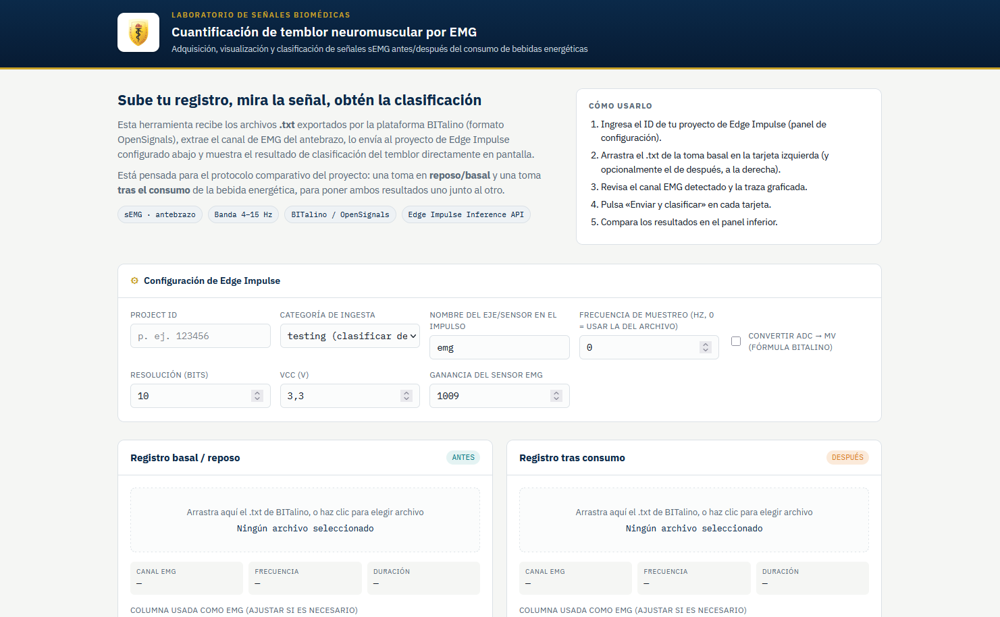 LABORATORIO DE SEÑALES BIOMÉDICAS
Cuantificación de temblor neuromuscular por EMG
Adquisición, visualización y clasificación de señales sEMG antes/después del consumo de bebidas energéticas
Sube tu registro, mira la señal, obtén la clasificación
Esta herramienta recibe los archivos .txt exportados por la plataforma BITalino (formato
OpenSignals), extrae el canal de EMG del antebrazo, lo envía al proyecto de Edge Impulse
configurado abajo y muestra el resultado de clasificación del temblor directamente en pantalla.
Está pensada para el protocolo comparativo del proyecto: una toma en reposo/basal y una toma
tras el consumo de la bebida energética, para poner ambos resultados uno junto al otro.
sEMG · antebrazo
Banda 4–15 Hz
BITalino / OpenSignals
Edge Impulse Inference API
CÓMO USARLO
1. Ingresa el ID de tu proyecto de Edge Impulse (panel de
configuración).
2. Arrastra el .txt de la toma basal en la tarjeta izquierda (y
opcionalmente el de después, a la derecha).
3. Revisa el canal EMG detectado y la traza graficada.
4. Pulsa «Enviar y clasificar» en cada tarjeta.
5. Compara los resultados en el panel inferior.
Configuración de Edge Impulse
PROJECT ID
p. ej. 123456
CATEGORÍA DE INGESTA
testing (clasificar de
NOMBRE DEL EJE/SENSOR EN EL
IMPULSO
emg
FRECUENCIA DE MUESTREO (HZ, 0
= USAR LA DEL ARCHIVO)
0
CONVERTIR ADC → MV
(FÓRMULA BITALINO)
RESOLUCIÓN (BITS)
10
VCC (V)
3,3
GANANCIA DEL SENSOR EMG
1009
Registro basal / reposo
ANTES
Arrastra aquí el .txt de BITalino, o haz clic para elegir archivo
Ningún archivo seleccionado
CANAL EMG
—
FRECUENCIA
—
DURACIÓN
—
COLUMNA USADA COMO EMG (AJUSTAR SI ES NECESARIO)
Registro tras consumo
DESPUÉS
Arrastra aquí el .txt de BITalino, o haz clic para elegir archivo
Ningún archivo seleccionado
CANAL EMG
—
FRECUENCIA
—
DURACIÓN
—
COLUMNA USADA COMO EMG (AJUSTAR SI ES NECESARIO)